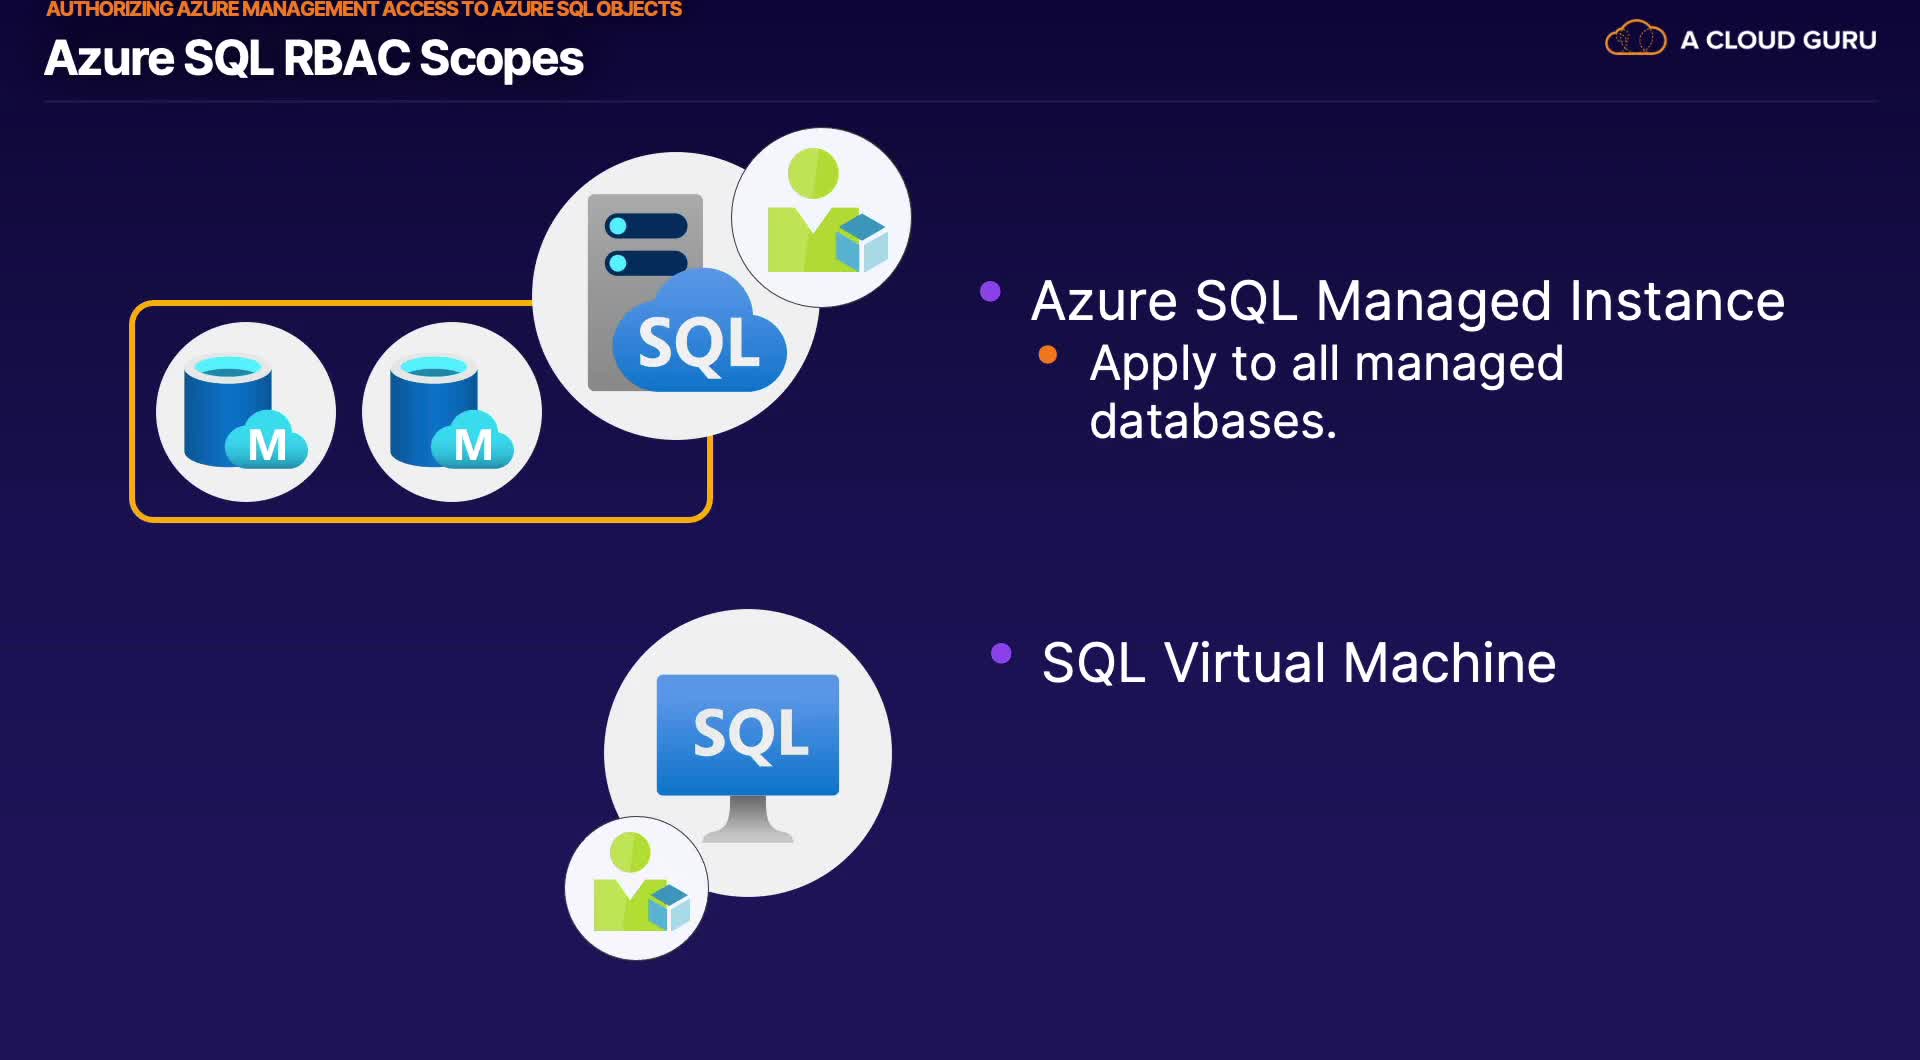 AUTHORIZING AZURE MANAGEMENT ACCESS TO AZURE SQL OBJECTS
Azure SQL RBAC Scopes
A CLOUD GURU
SQL
M
M
Azure SQL Managed Instance
Apply to all managed
databases.
SQL
SQL Virtual Machine